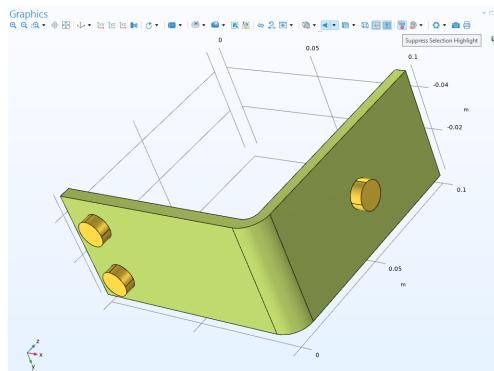 Graphics
Suppress Selection Highlight
0
0.05
0.1
-0.04
m
-0.02
0.1
0.05
m
0
z
x
y